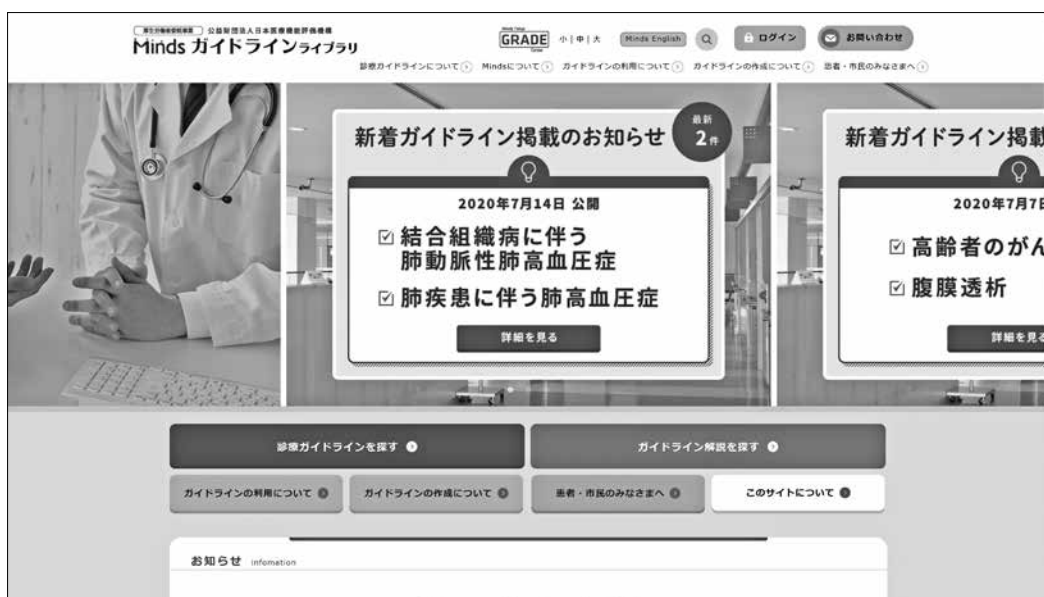 厚生労働省委託事業 公益財団法人日本医療機能評価機構
Minds ガイドラインライブラリ
Minds Tokyo
GRADE
Center
小 | 中 | 大
Minds English
ログイン
お問い合わせ
診療ガイドラインについて
Mindsについて
ガイドラインの利用について
ガイドラインの作成について
患者・市民のみなさまへ
新着ガイドライン掲載のお知らせ
最新
2件
2020年7月14日 公開
結合組織病に伴う
肺動脈性肺高血圧症
肺疾患に伴う肺高血圧症
詳細を見る
新着ガイドライン掲載
2020年7月7日
高齢者のがん
腹膜透析
詳細を見る
診療ガイドラインを探す
ガイドライン解説を探す
ガイドラインの利用について
ガイドラインの作成について
患者・市民のみなさまへ
このサイトについて
お知らせ infomation